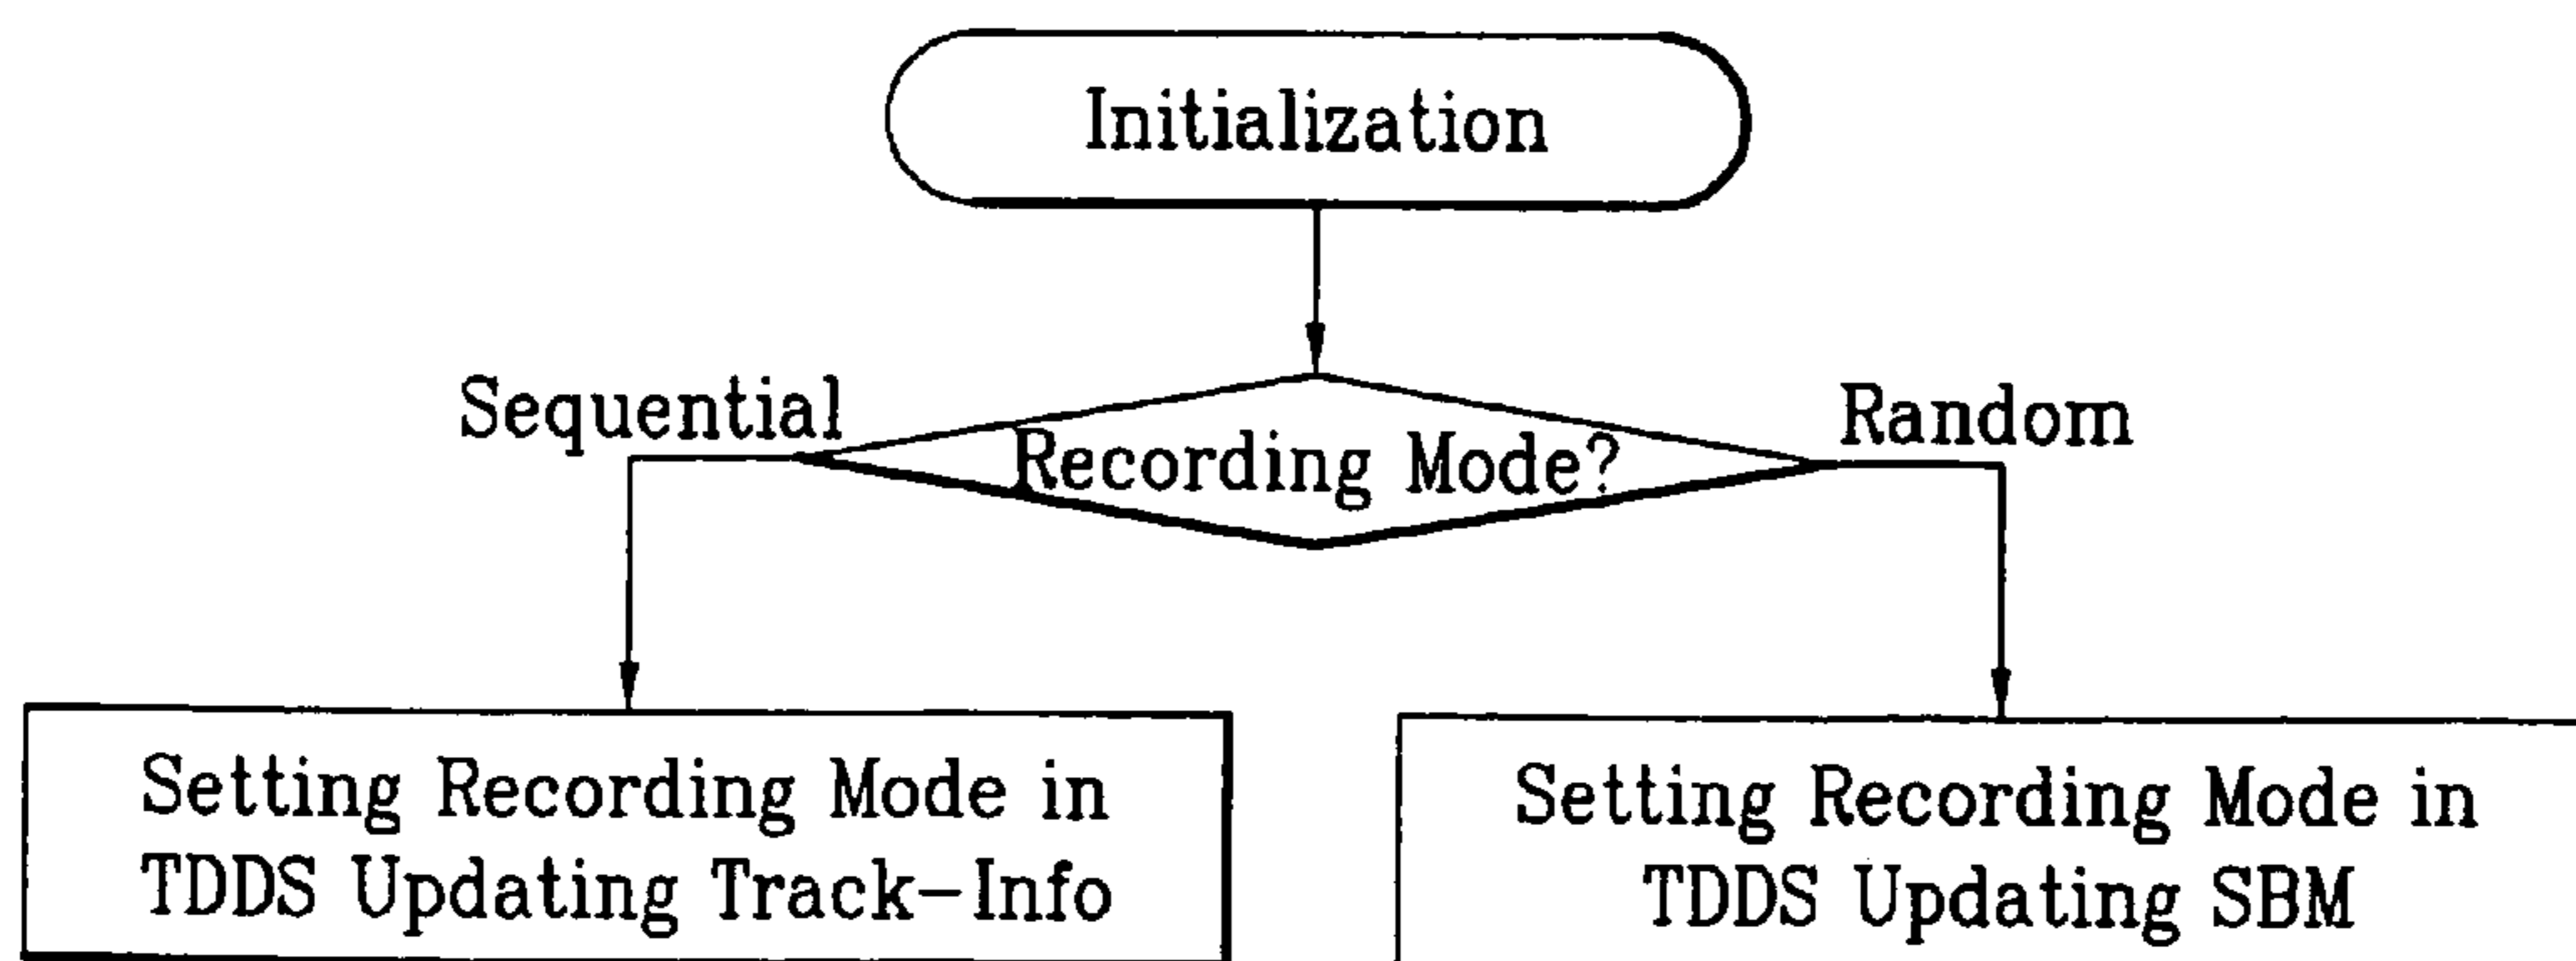 Initialization
Sequential
Random
Recording Mode?
Setting Recording Mode in
TDDS Updating Track-Info
Setting Recording Mode in
TDDS Updating SBM